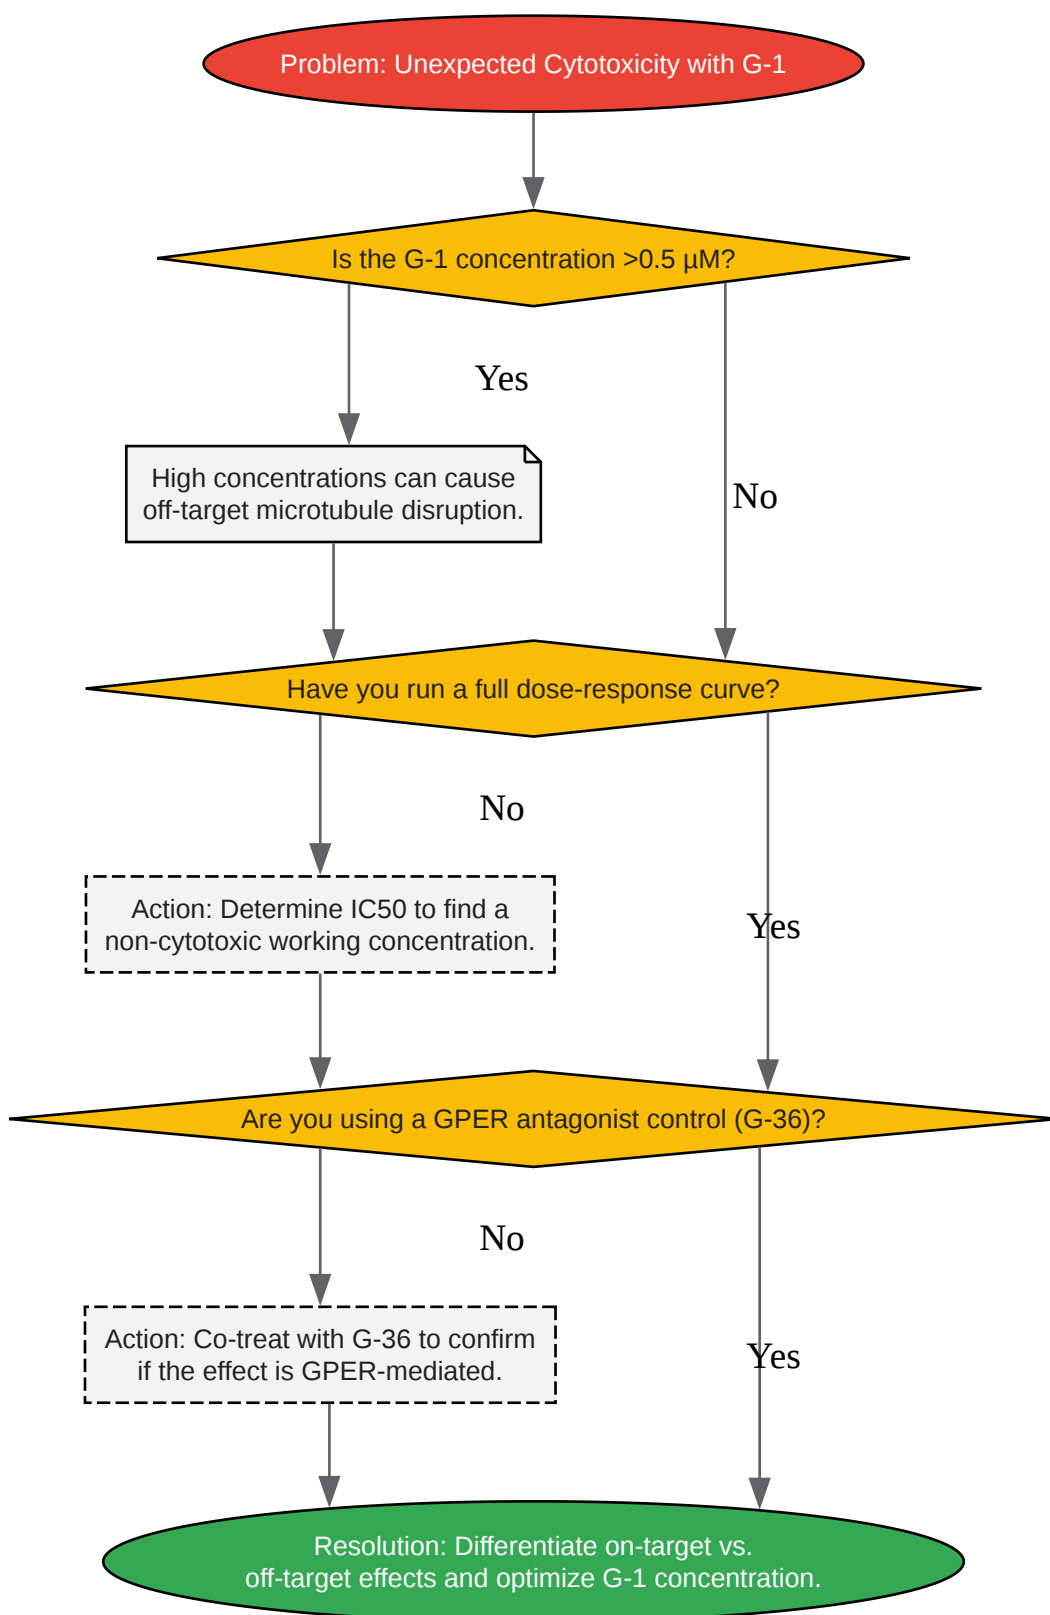 Problem: Unexpected Cytotoxicity with G-1
Is the G-1 concentration >0.5 µM?
Yes
High concentrations can cause
off-target microtubule disruption.
No
Have you run a full dose-response curve?
No
Action: Determine IC50 to find a
non-cytotoxic working concentration.
Yes
Are you using a GPER antagonist control (G-36)?
No
Action: Co-treat with G-36 to confirm
if the effect is GPER-mediated.
Yes
Resolution: Differentiate on-target vs.
off-target effects and optimize G-1 concentration.